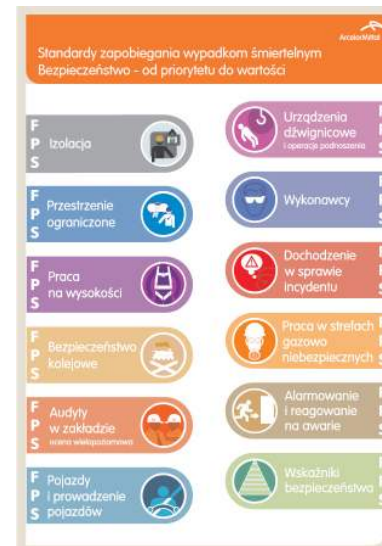 ArcelorMittal
Standardy zapobiegania wypadkom śmiertelnym
Bezpieczeństwo - od priorytetu do wartości
F
P
S
Izolacja
F
P
S
Przestrzenie
ograniczone
F
P
S
Praca
na wysokości
F
P
S
Bezpieczeństwo
kolejowe
F
P
S
Audyty
w zakładzie
ocena wielopoziomowa
F
P
S
Pojazdy
i prowadzenie
pojazdów
Urządzenia
dźwignicowe
i operacje podnoszenia
Wykonawcy
Dochodzenie
w sprawie
incydentu
Praca w strefach
gazowo
niebezpiecznych
Alarmowanie
i reagowanie
na awarie
Wskaźniki
bezpieczeństwa